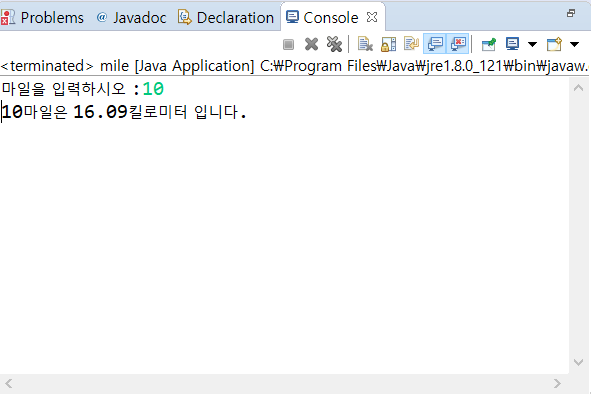 Problems @ Javadoc Declaration Console
<terminated> mile [Java Application] C:₩Program Files₩Java₩jre1.8.0_121₩bin₩javaw.
마일을 입력하시오 :10
10마일은 16.09킬로미터 입니다.